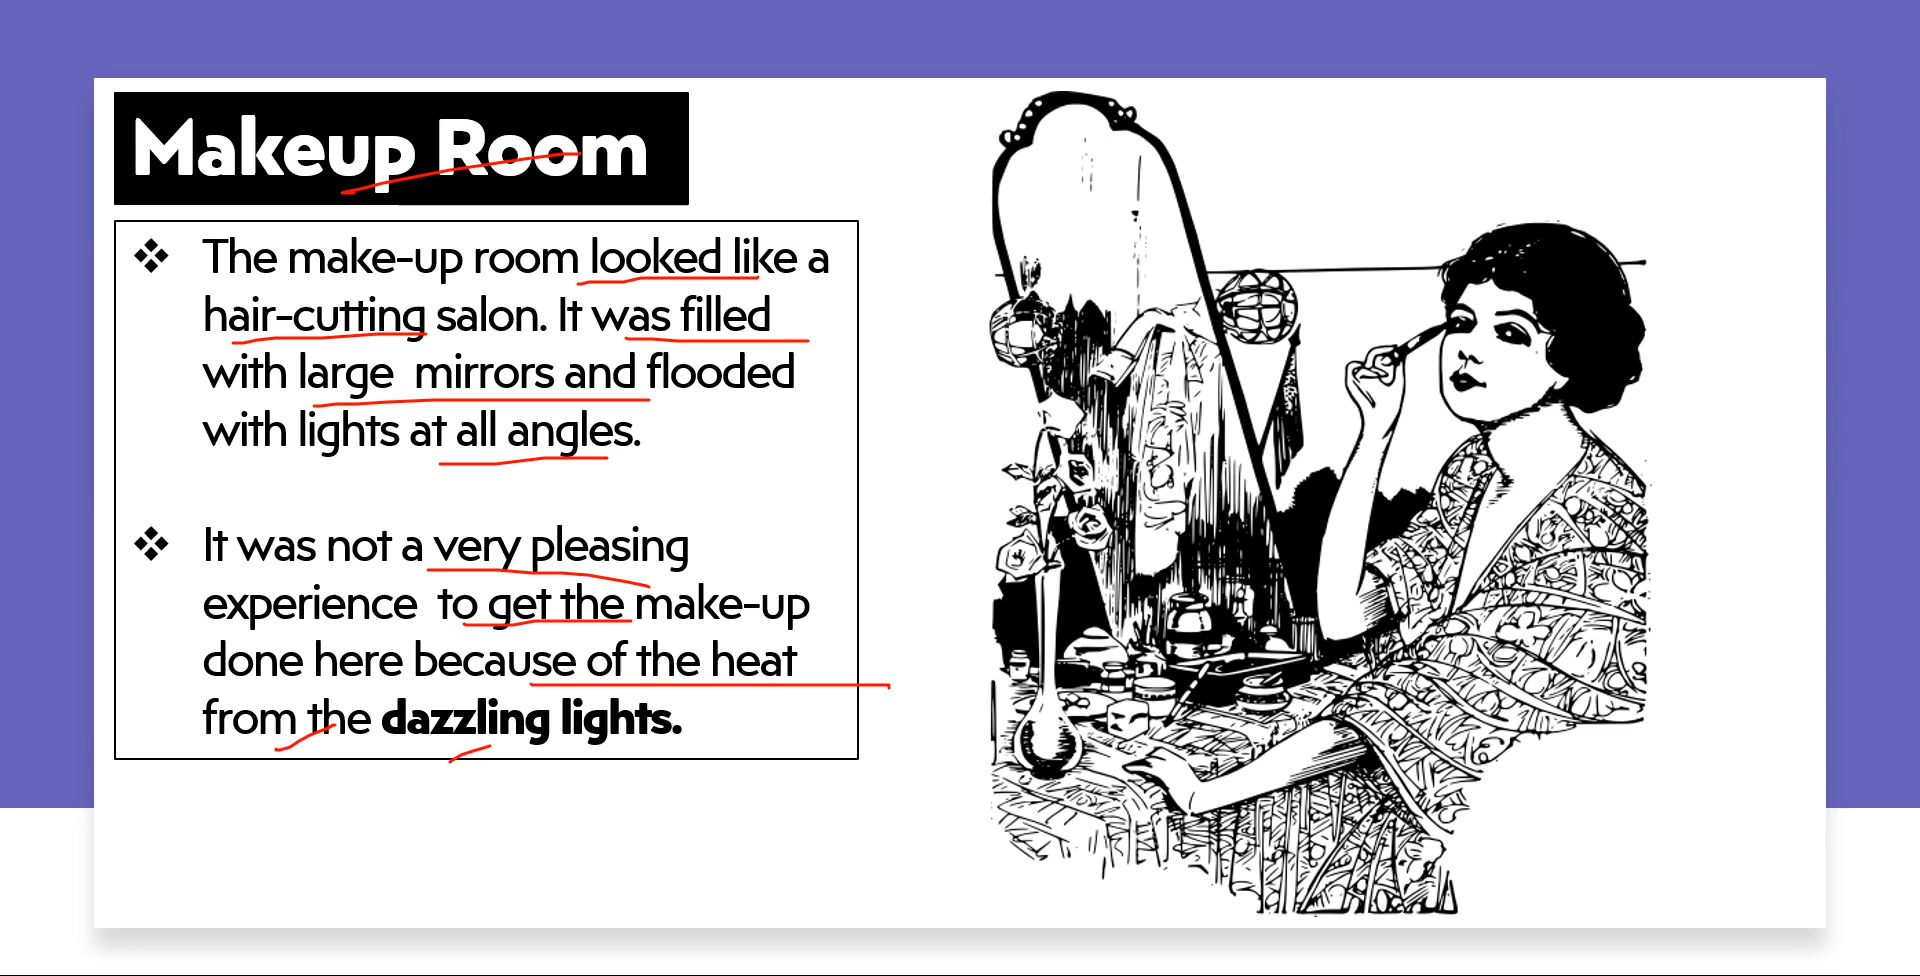 Makeup Room
❖ The make-up room looked like a
hair-cutting salon. It was filled
with large mirrors and flooded
with lights at all angles.
❖ It was not a very pleasing
experience to get the make-up
done here because of the heat
from the dazzling lights.